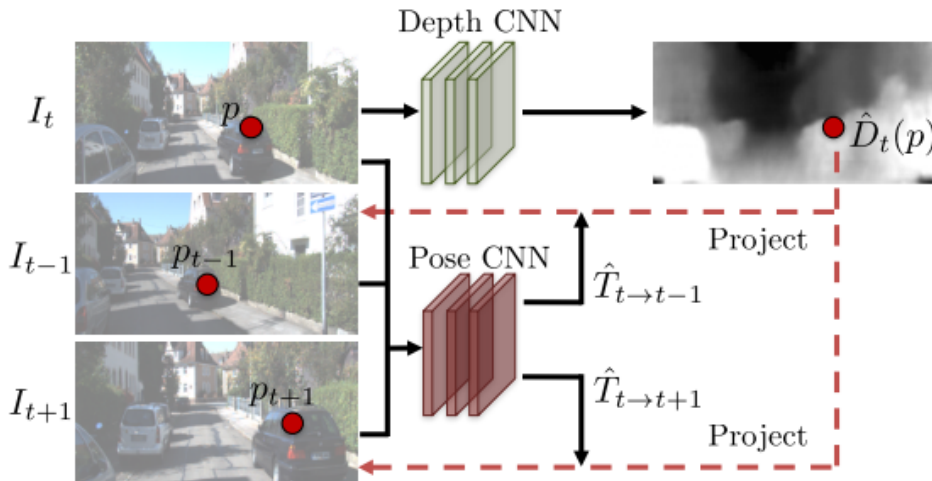 Depth CNN
I_t
p
D̂_t(p)
I_{t−1}
p_{t−1}
Project
Pose CNN
T̂_{t→t−1}
I_{t+1}
p_{t+1}
T̂_{t→t+1}
Project